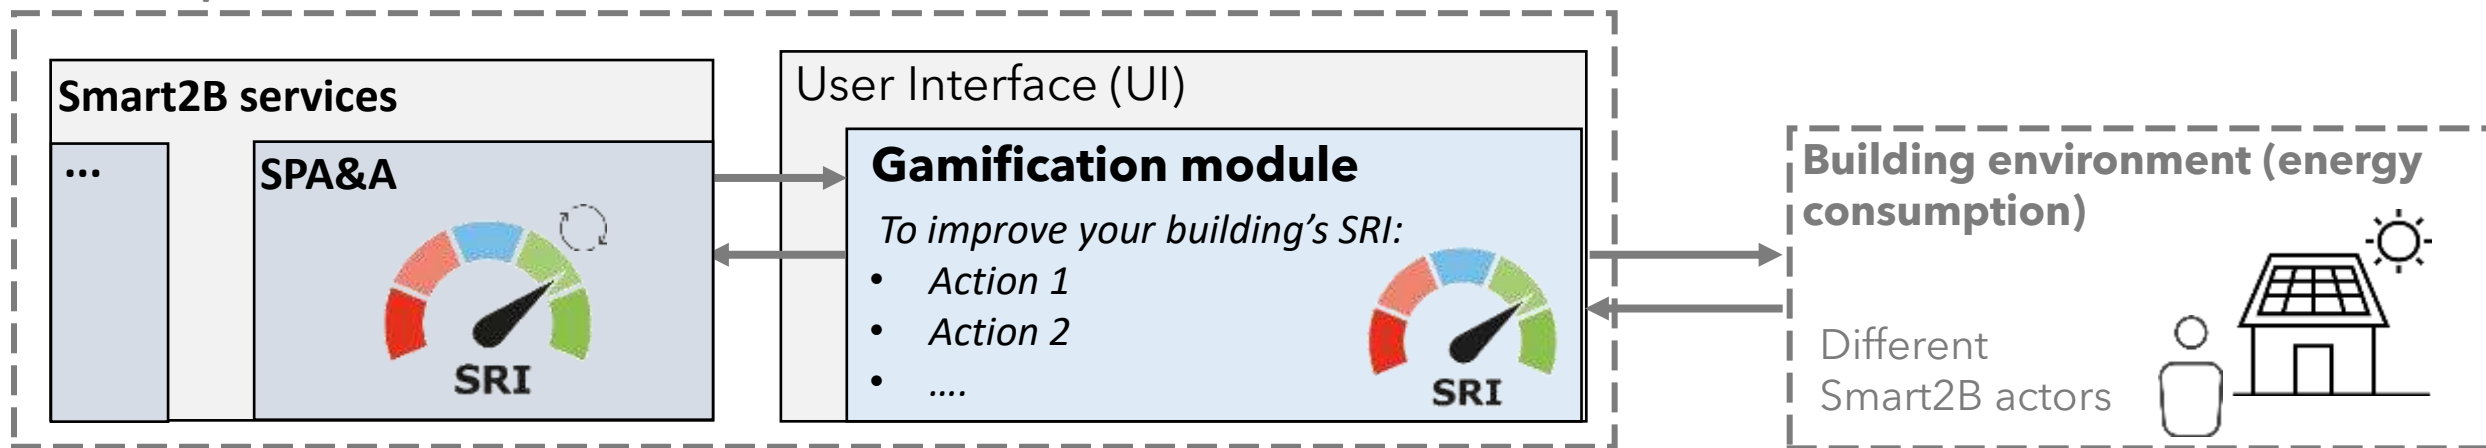 Smart2B services
...
SPA&A
SRI
User Interface (UI)
Gamification module
To improve your building's SRI:
• Action 1
• Action 2
• ....
SRI
Building environment (energy
consumption)
Different
Smart2B actors